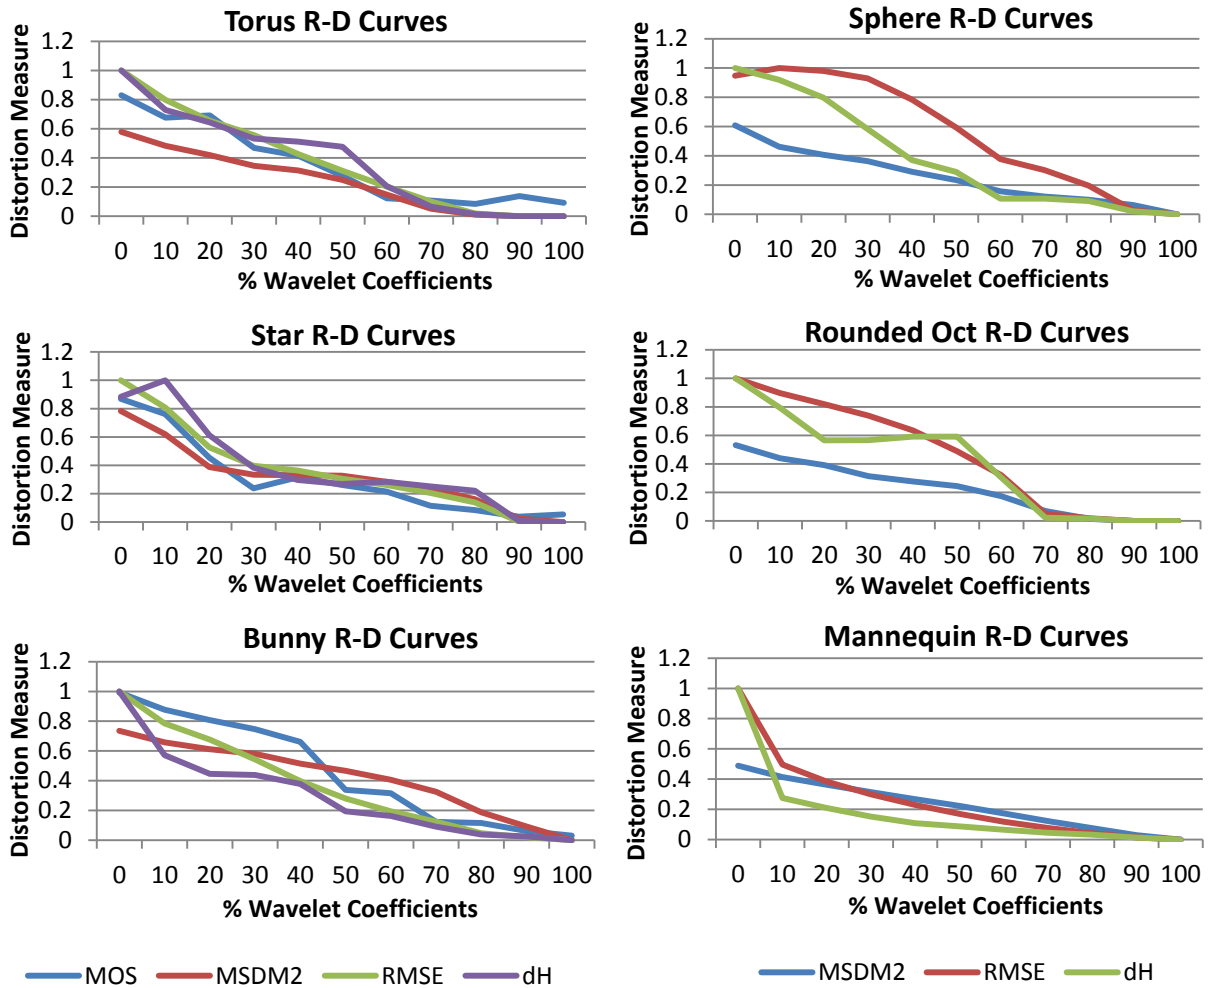 Torus R-D Curves
Distortion Measure
1.2
1
0.8
0.6
0.4
0.2
0
0 10 20 30 40 50 60 70 80 90 100
% Wavelet Coefficients
Sphere R-D Curves
Distortion Measure
1.2
1
0.8
0.6
0.4
0.2
0
0 10 20 30 40 50 60 70 80 90 100
% Wavelet Coefficients
Star R-D Curves
Distortion Measure
1.2
1
0.8
0.6
0.4
0.2
0
0 10 20 30 40 50 60 70 80 90 100
% Wavelet Coefficients
Rounded Oct R-D Curves
Distortion Measure
1.2
1
0.8
0.6
0.4
0.2
0
0 10 20 30 40 50 60 70 80 90 100
% Wavelet Coefficients
Bunny R-D Curves
Distortion Measure
1.2
1
0.8
0.6
0.4
0.2
0
0 10 20 30 40 50 60 70 80 90 100
% Wavelet Coefficients
Mannequin R-D Curves
Distortion Measure
1.2
1
0.8
0.6
0.4
0.2
0
0 10 20 30 40 50 60 70 80 90 100
% Wavelet Coefficients
MOS MSDM2 RMSE dH
MSDM2 RMSE dH